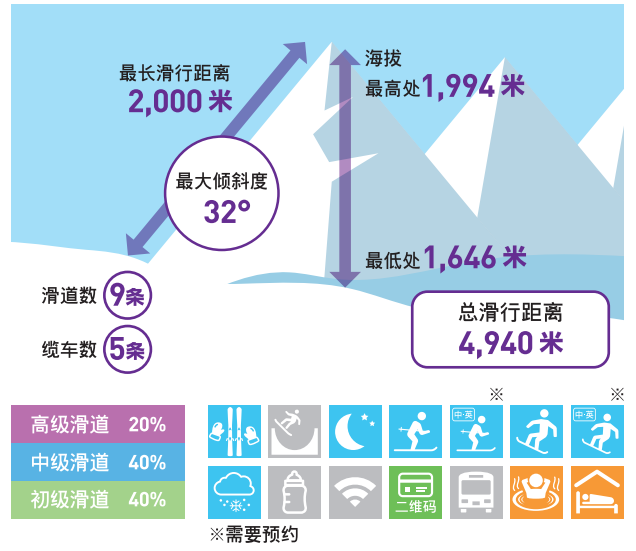 海拔
最高处1,994 米
最长滑行距离
2,000 米
最大倾斜度
32°
最低处1,646 米
滑道数 9条
缆车数 5条
总滑行距离
4,940 米
高级滑道 20%
中级滑道 40%
初级滑道 40%
※
※
中·英
中·英
二维码
※需要预约